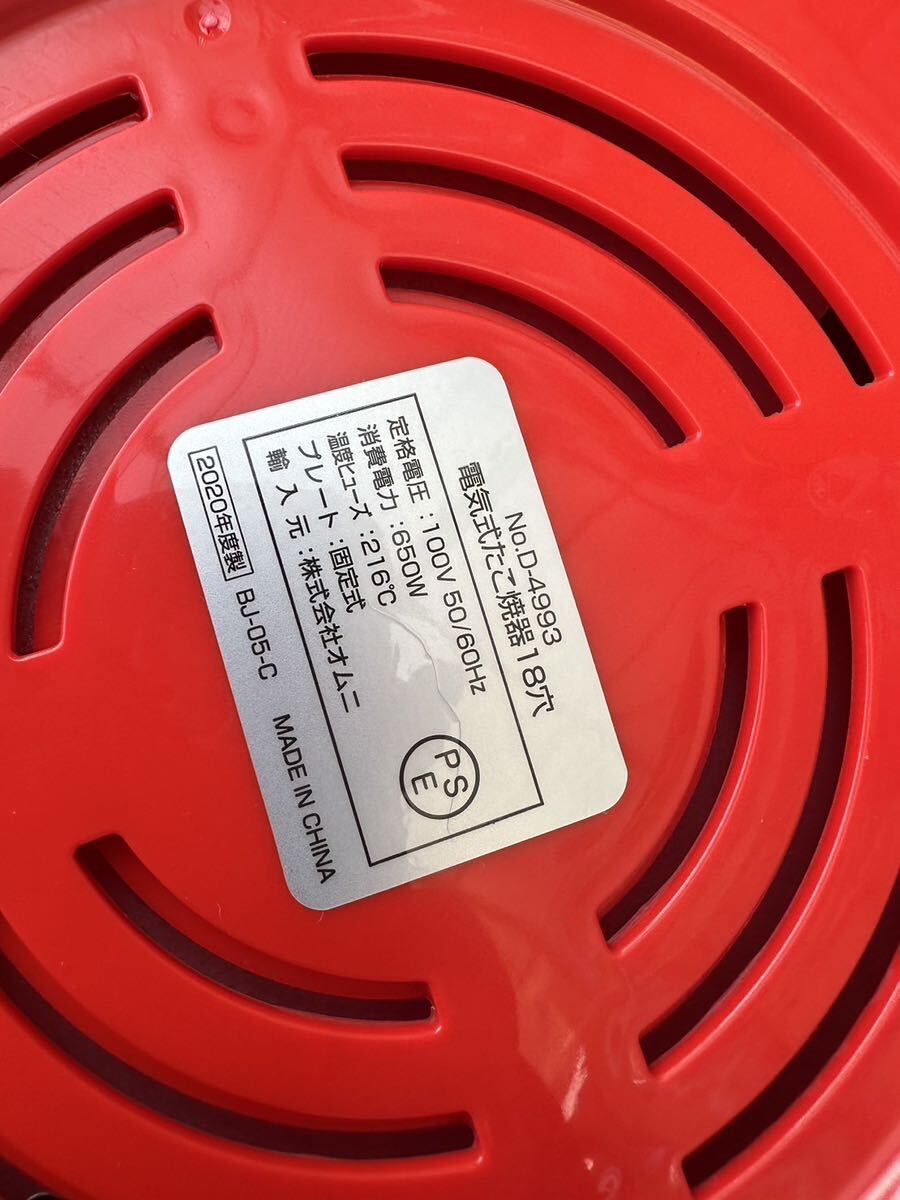 No.D-4993
電気式たこ焼器18穴
定格電圧:100V 50/60Hz
消費電力:650W
温度ヒューズ:216℃
プレート:固定式
輸入元:株式会社オムニ
PSE
2020年度製 BJ-05-C MADE IN CHINA